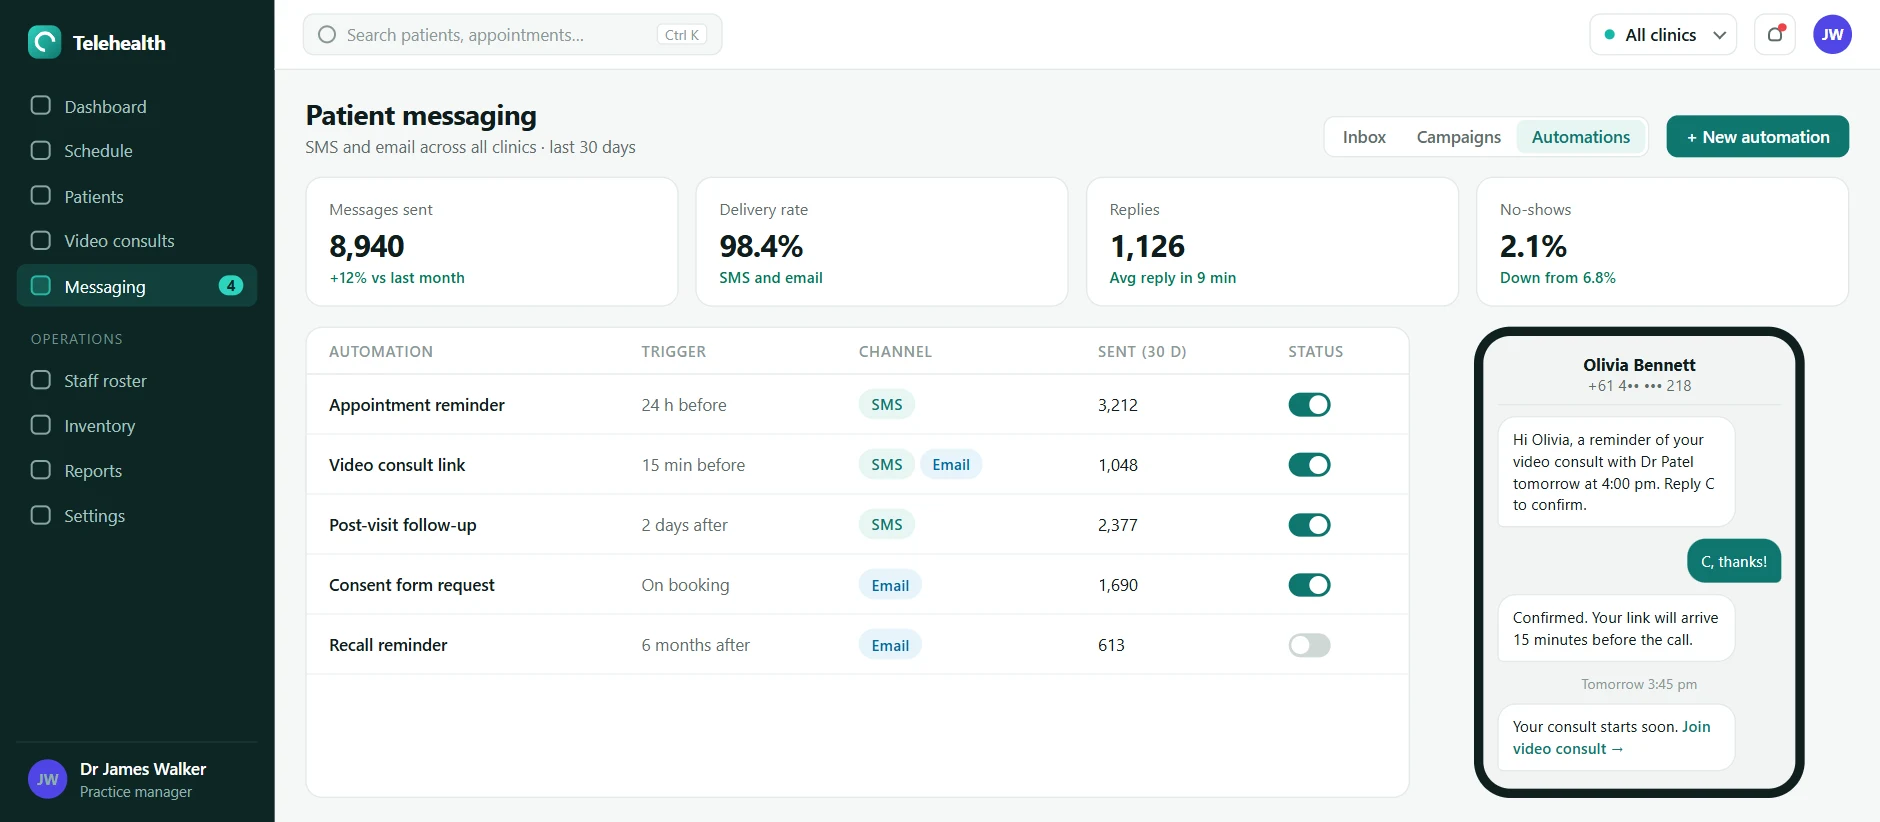 Telehealth
Dashboard
Schedule
Patients
Video consults
Messaging 4
OPERATIONS
Staff roster
Inventory
Reports
Settings
JW Dr James Walker
Practice manager
Search patients, appointments... Ctrl K
All clinics JW
Patient messaging
SMS and email across all clinics · last 30 days
Inbox Campaigns Automations + New automation
Messages sent
8,940
+12% vs last month
Delivery rate
98.4%
SMS and email
Replies
1,126
Avg reply in 9 min
No-shows
2.1%
Down from 6.8%
AUTOMATION TRIGGER CHANNEL SENT (30 D) STATUS
Appointment reminder 24 h before SMS 3,212
Video consult link 15 min before SMS Email 1,048
Post-visit follow-up 2 days after SMS 2,377
Consent form request On booking Email 1,690
Recall reminder 6 months after Email 613
Olivia Bennett
+61 4•• ••• 218
Hi Olivia, a reminder of your
video consult with Dr Patel
tomorrow at 4:00 pm. Reply C
to confirm.
C, thanks!
Confirmed. Your link will arrive
15 minutes before the call.
Tomorrow 3:45 pm
Your consult starts soon. Join
video consult →